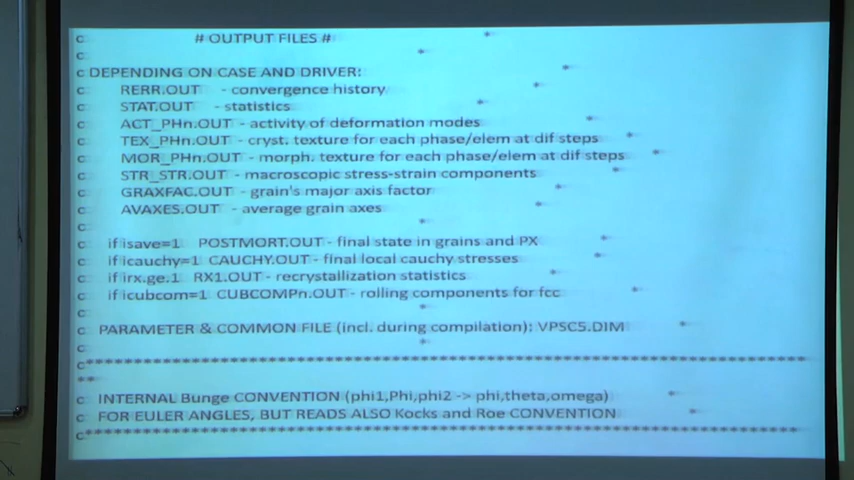 c # OUTPUT FILES # *
c *
c DEPENDING ON CASE AND DRIVER: *
c RERR.OUT - convergence history *
c STAT.OUT - statistics *
c ACT_PHn.OUT - activity of deformation modes *
c TEX_PHn.OUT - cryst. texture for each phase/elem at dif steps *
c MOR_PHn.OUT - morph. texture for each phase/elem at dif steps *
c STR_STR.OUT - macroscopic stress-strain components *
c GRAXFAC.OUT - grain's major axis factor *
c AVAXES.OUT - average grain axes *
c *
c if isave=1 POSTMORT.OUT - final state in grains and PX *
c if icauchy=1 CAUCHY.OUT - final local cauchy stresses *
c if irx.ge.1 RX1.OUT - recrystallization statistics *
c if icubcom=1 CUBCOMPn.OUT - rolling components for fcc *
c *
c PARAMETER & COMMON FILE (incl. during compilation): VPSC5.DIM *
c *
c***********************************************************************
**
c INTERNAL Bunge CONVENTION (phi1,Phi,phi2 -> phi,theta,omega) *
c FOR EULER ANGLES, BUT READS ALSO Kocks and Roe CONVENTION *
c**********************************************************************